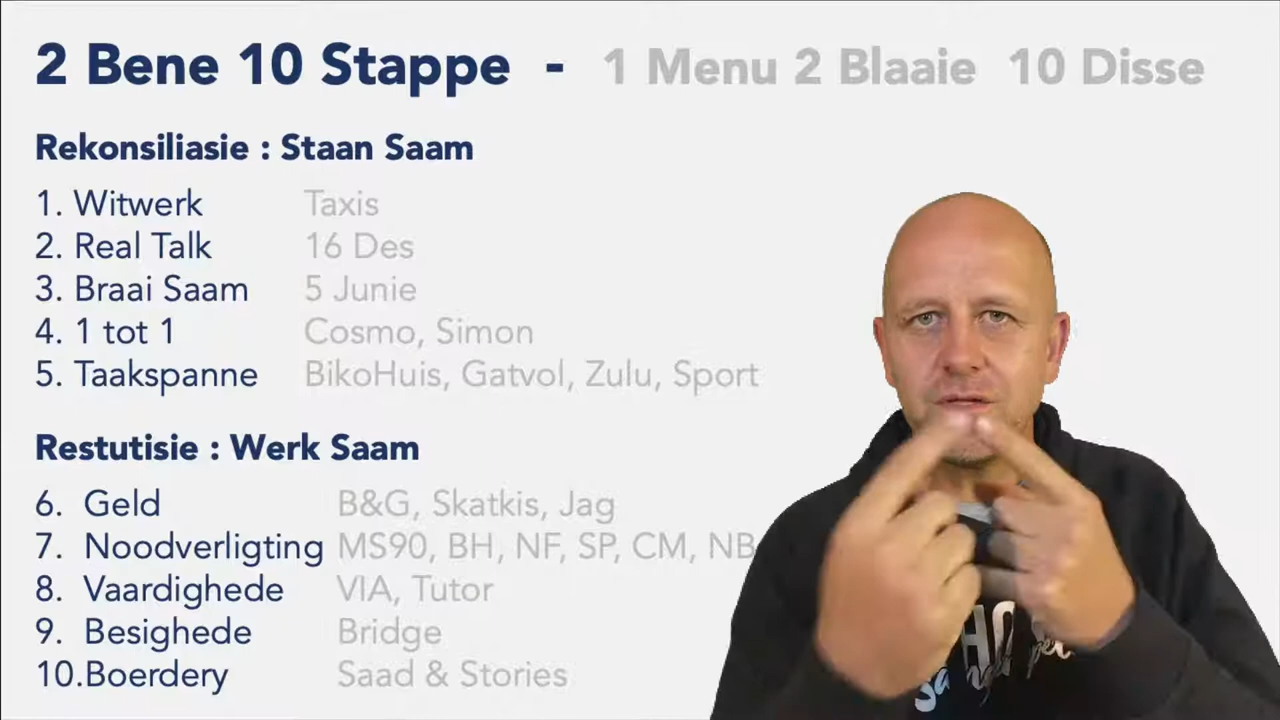 2 Bene 10 Stappe - 1 Menu 2 Blaaie 10 Disse
Rekonsiliasie : Staan Saam
1. Witwerk Taxis
2. Real Talk 16 Des
3. Braai Saam 5 Junie
4. 1 tot 1 Cosmo, Simon
5. Taakspanne BikoHuis, Gatvol, Zulu, Sport
Restutisie : Werk Saam
6. Geld B&G, Skatkis, Jag
7. Noodverligting MS90, BH, NF, SP, CM, NB
8. Vaardighede VIA, Tutor
9. Besighede Bridge
10.Boerdery Saad & Stories